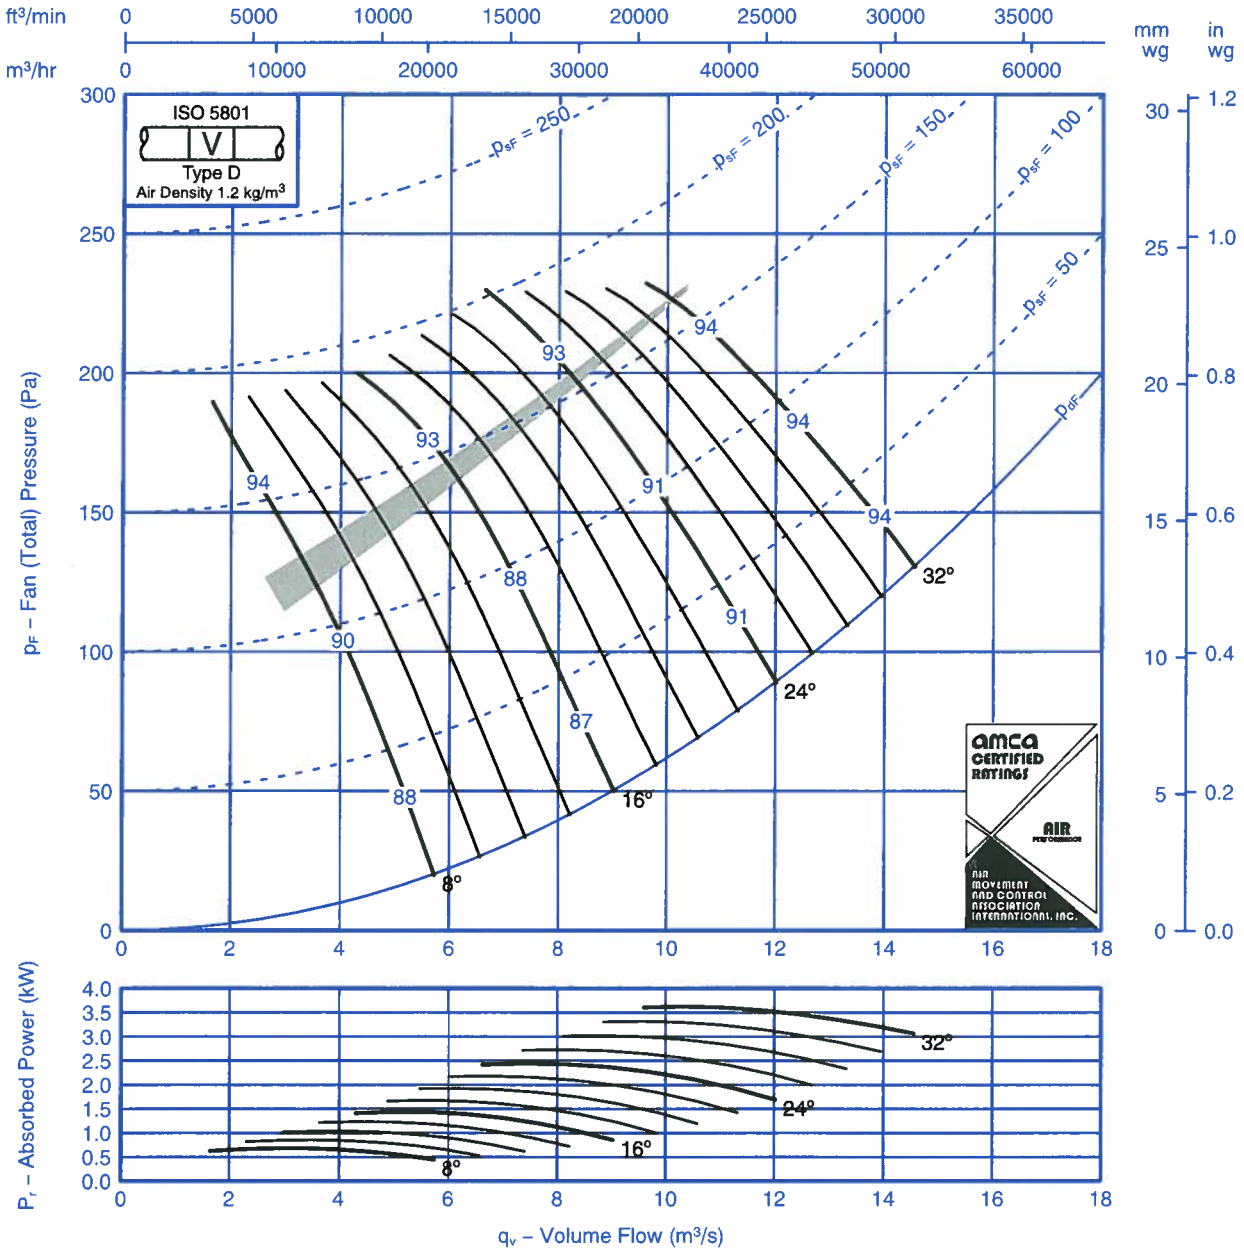 ft³/min 0 5000 10000 15000 20000 25000 30000 35000
m³/hr 0 10000 20000 30000 40000 50000 60000
mm wg
in wg
ISO 5801
V
Type D
Air Density 1.2 kg/m³
pF – Fan (Total) Pressure (Pa)
300
250
200
150
100
50
0
psF = 250
psF = 200
psF = 150
psF = 100
psF = 50
pdF
30
25
20
15
10
5
0
1.2
1.0
0.8
0.6
0.4
0.2
0.0
94
90
88
8°
93
88
87
16°
93
91
91
24°
94
94
94
32°
amca
CERTIFIED
RATINGS
AIR
PERFORMANCE
AIR
MOVEMENT
AND CONTROL
ASSOCIATION
INTERNATIONAL, INC.
0 2 4 6 8 10 12 14 16 18
Pr – Absorbed Power (kW)
4.0
3.5
3.0
2.5
2.0
1.5
1.0
0.5
0.0
32°
24°
16°
8°
0 2 4 6 8 10 12 14 16 18
qv – Volume Flow (m³/s)